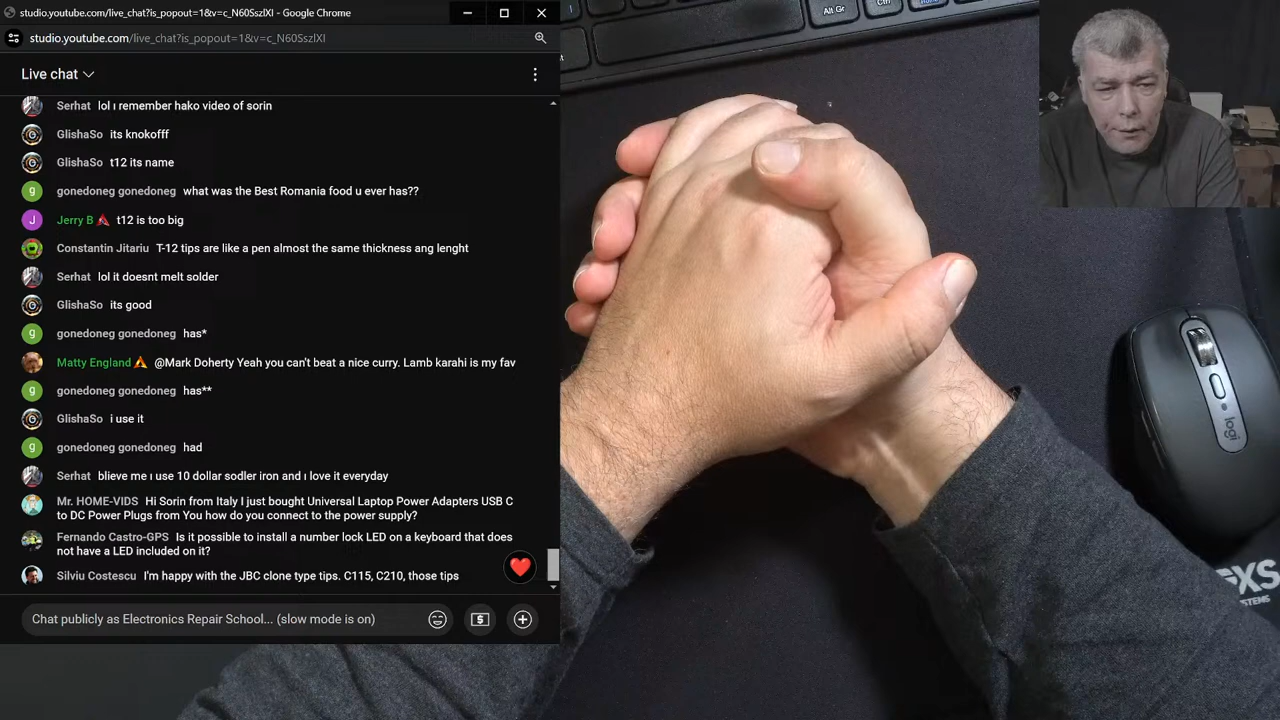 studio.youtube.com/live_chat?is_popout=1&v=c_N60SszlXI - Google Chrome
studio.youtube.com/live_chat?is_popout=1&v=c_N60SszlXI
Live chat
Serhat lol ı remember hako video of sorin
GlishaSo its knokofff
GlishaSo t12 its name
g gonedoneg gonedoneg what was the Best Romania food u ever has??
J Jerry B t12 is too big
Constantin Jitariu T-12 tips are like a pen almost the same thickness ang lenght
Serhat lol it doesnt melt solder
GlishaSo its good
g gonedoneg gonedoneg has*
Matty England @Mark Doherty Yeah you can't beat a nice curry. Lamb karahi is my fav
g gonedoneg gonedoneg has**
GlishaSo i use it
g gonedoneg gonedoneg had
Serhat blieve me ı use 10 dollar sodler iron and ı love it everyday
Mr. HOME-VIDS Hi Sorin from Italy I just bought Universal Laptop Power Adapters USB C
to DC Power Plugs from You how do you connect to the power supply?
Fernando Castro-GPS Is it possible to install a number lock LED on a keyboard that does
not have a LED included on it?
Silviu Costescu I'm happy with the JBC clone type tips. C115, C210, those tips
Chat publicly as Electronics Repair School... (slow mode is on)
Alt Gr
Ctrl
logi